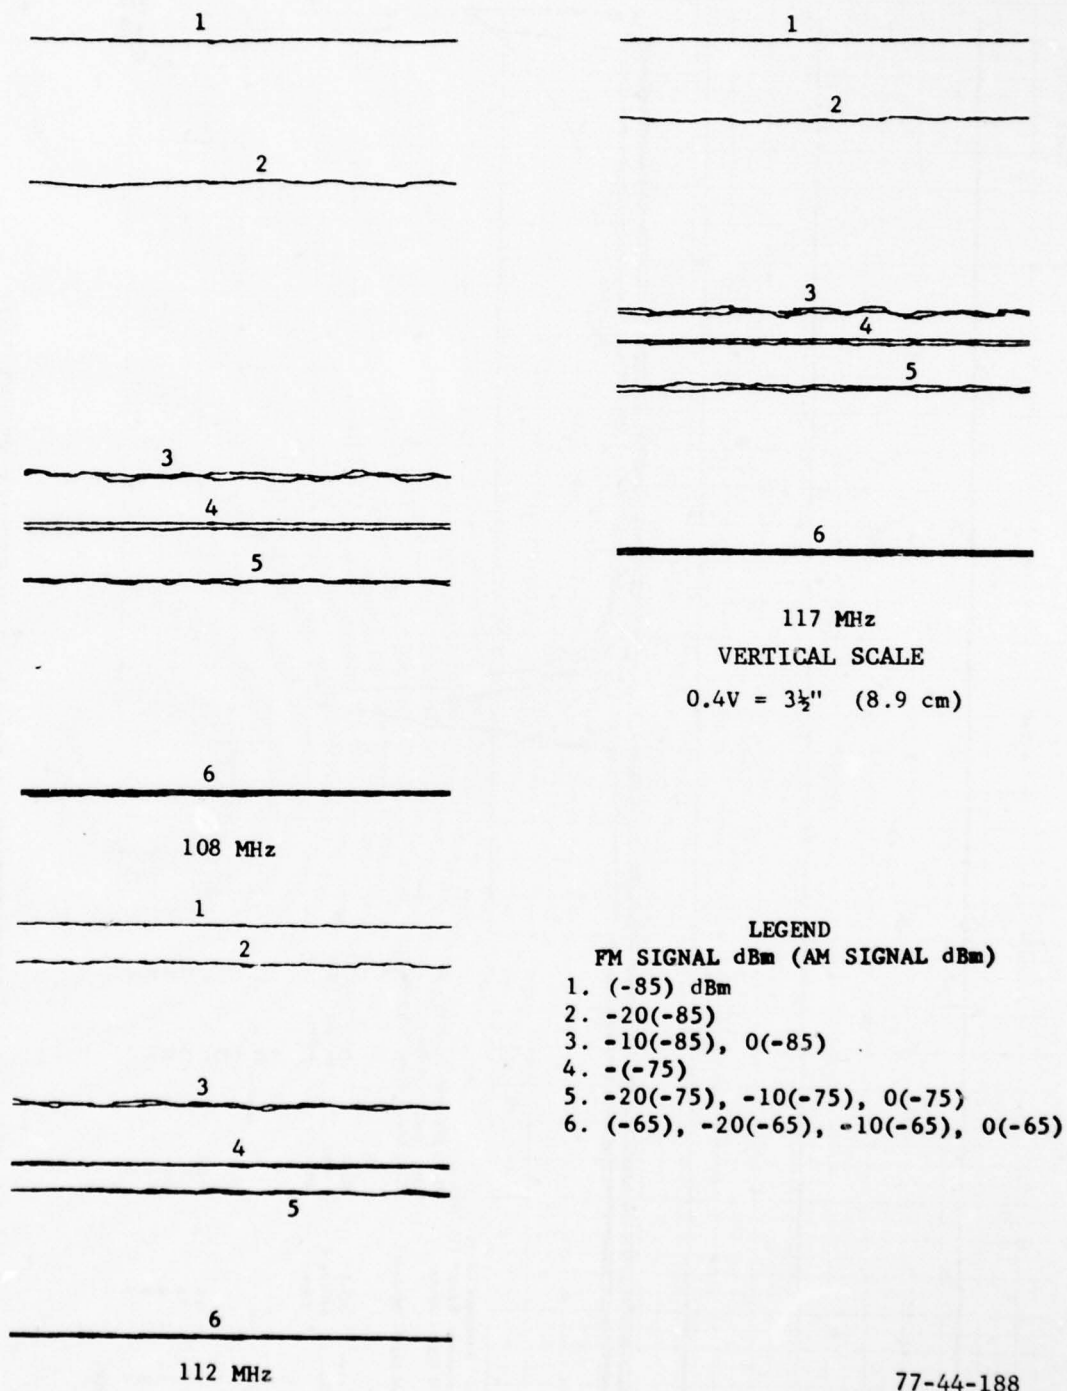 1
2
3
4
5
6
108 MHz
1
2
3
4
5
6
117 MHz
VERTICAL SCALE
0.4V = 3½" (8.9 cm)
1
2
3
4
5
6
112 MHz
LEGEND
FM SIGNAL dBm (AM SIGNAL dBm)
1. (-85) dBm
2. -20(-85)
3. -10(-85), 0(-85)
4. -(-75)
5. -20(-75), -10(-75), 0(-75)
6. (-65), -20(-65), -10(-65), 0(-65)
77-44-188